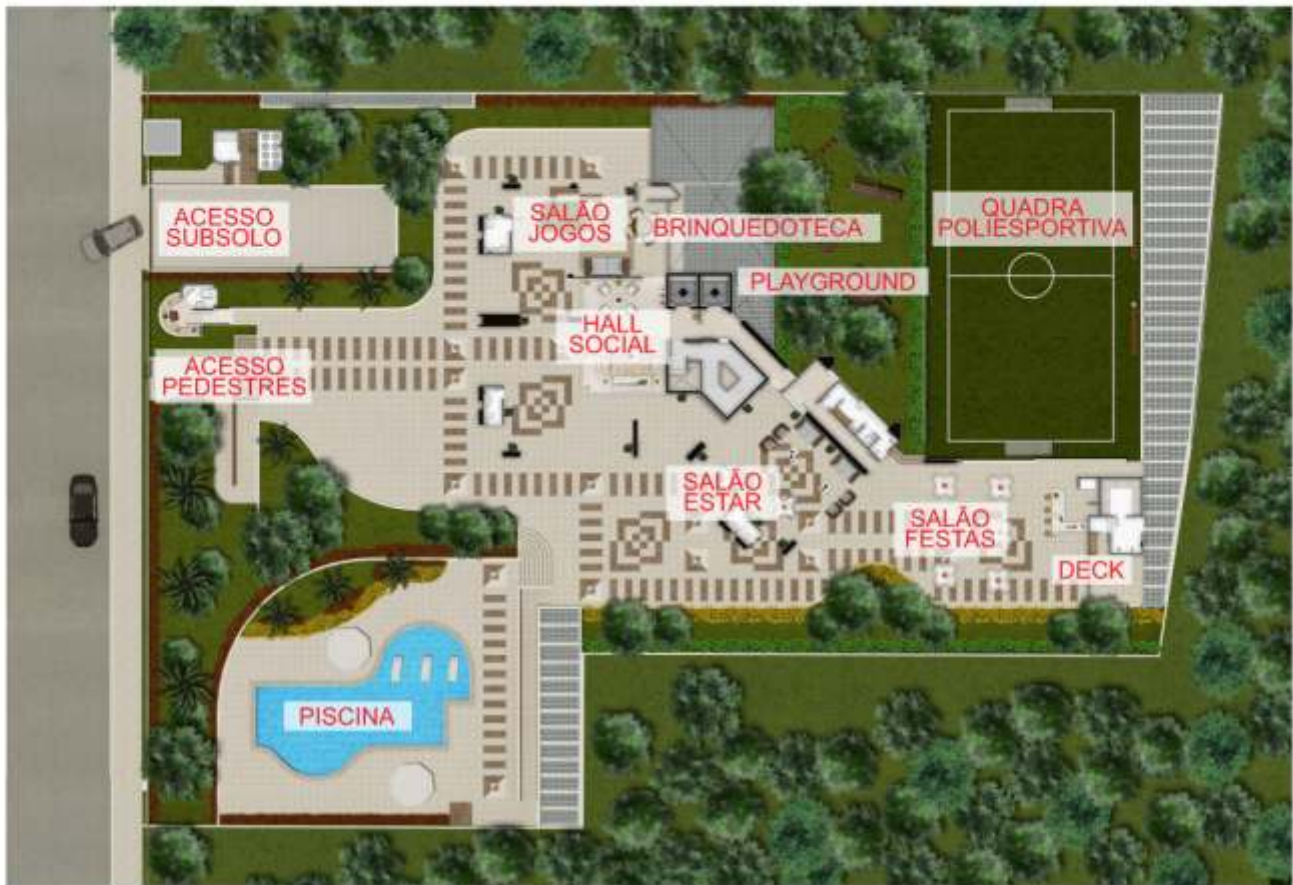 ACESSO
SUBSOLO
SALÃO
JOGOS
BRINQUEDOTECA
QUADRA
POLIESPORTIVA
PLAYGROUND
HALL
SOCIAL
ACESSO
PEDESTRES
SALÃO
ESTAR
SALÃO
FESTAS
DECK
PISCINA